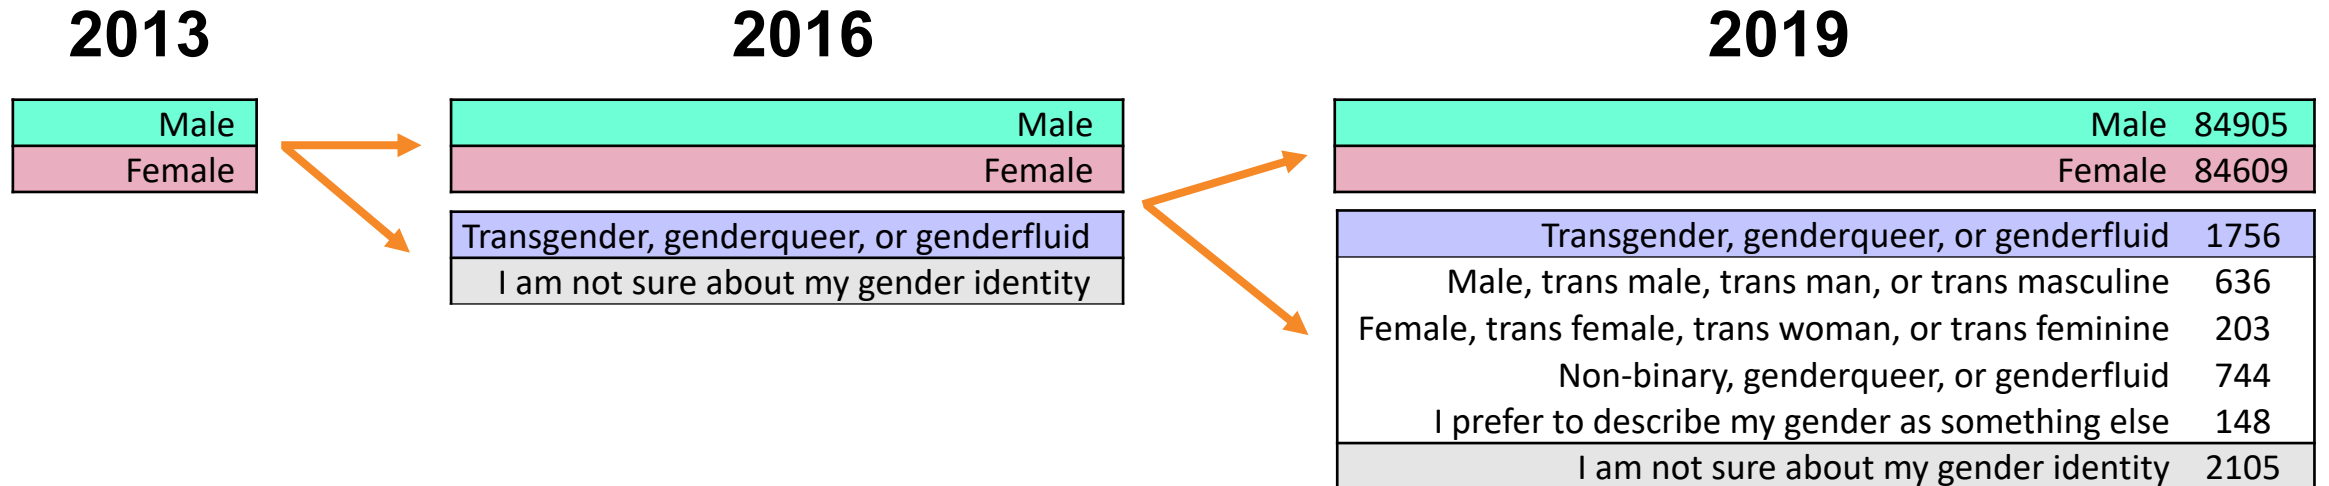 2013
2016
2019
Male
Female
Male
Female
Transgender, genderqueer, or genderfluid
I am not sure about my gender identity
Male 84905
Female 84609
Transgender, genderqueer, or genderfluid 1756
Male, trans male, trans man, or trans masculine 636
Female, trans female, trans woman, or trans feminine 203
Non-binary, genderqueer, or genderfluid 744
I prefer to describe my gender as something else 148
I am not sure about my gender identity 2105